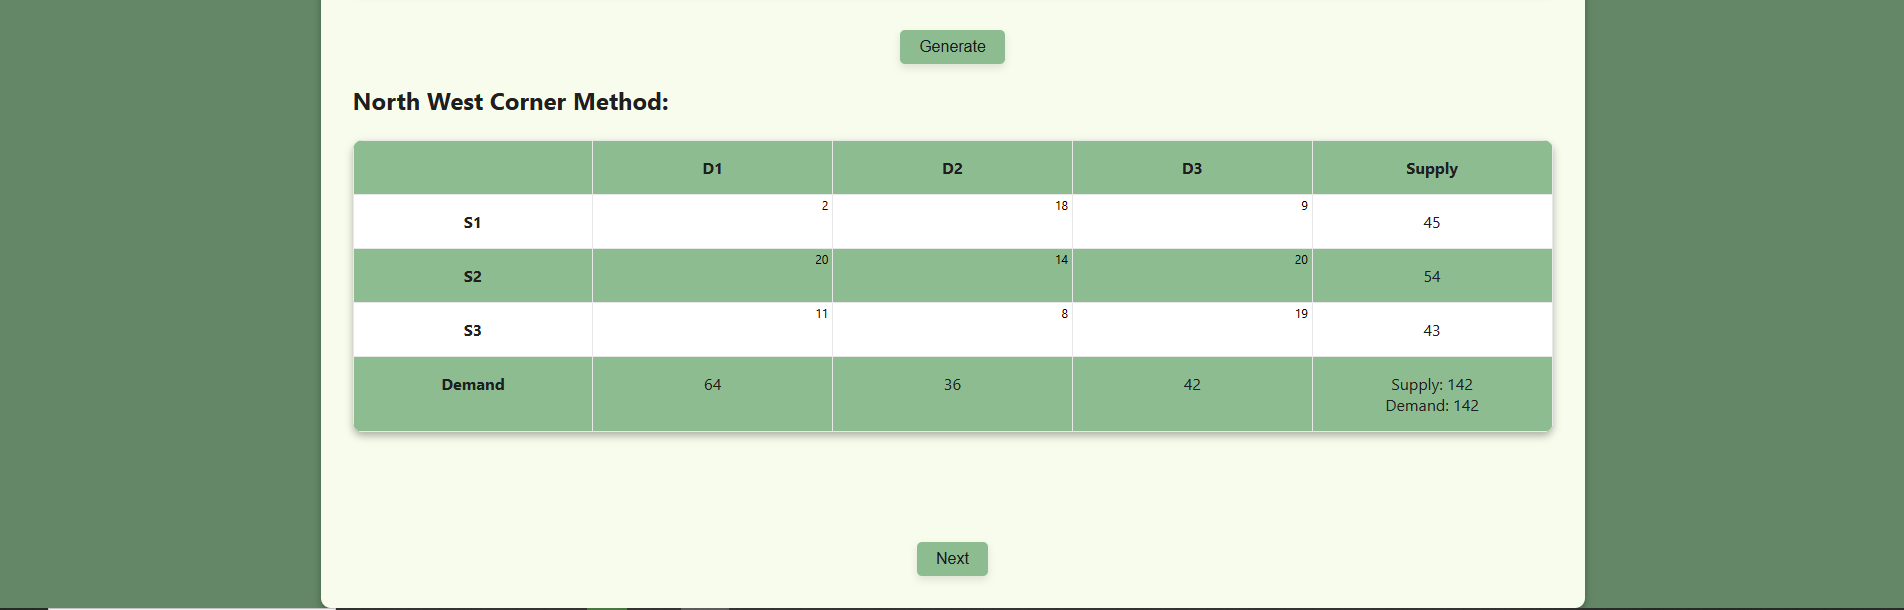 Generate
North West Corner Method:
D1 D2 D3 Supply
S1 2 18 9 45
S2 20 14 20 54
S3 11 8 19 43
Demand 64 36 42 Supply: 142
Demand: 142
Next